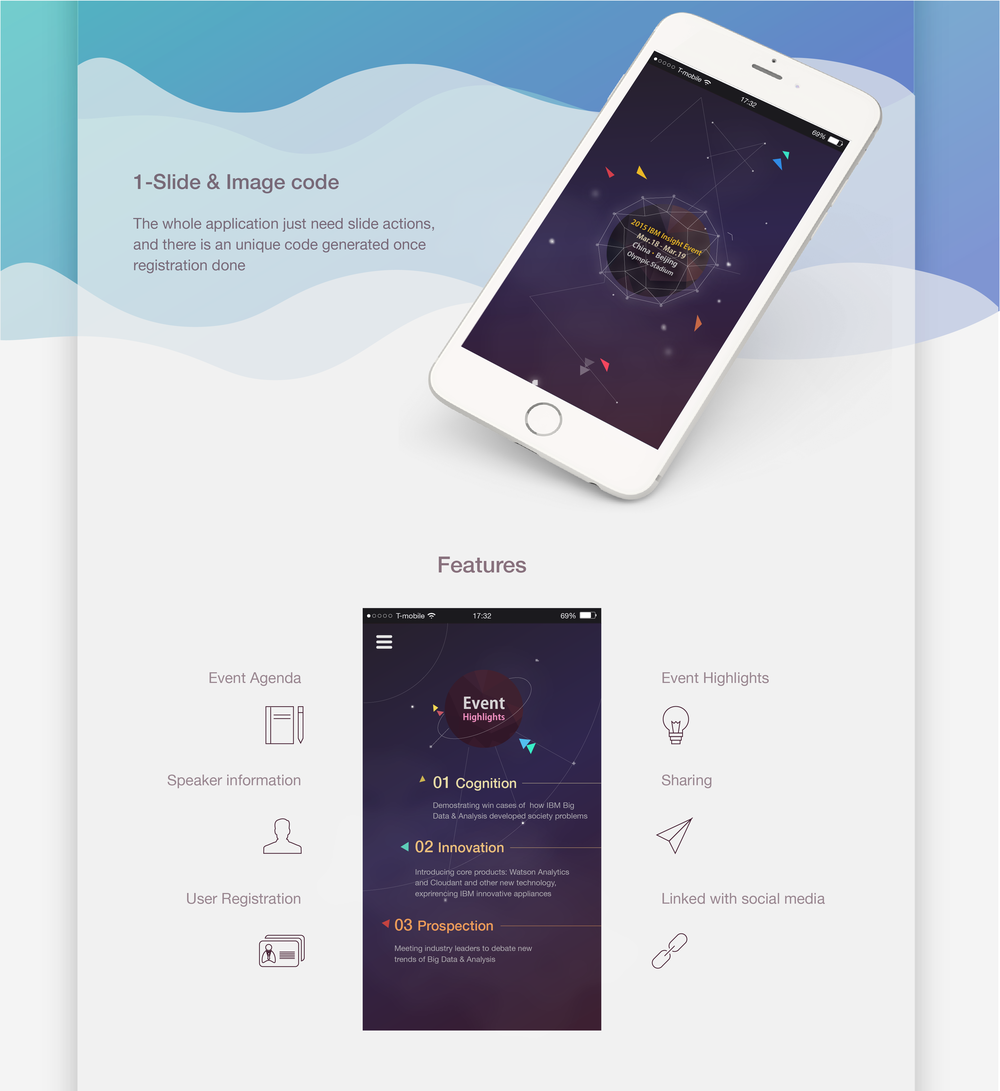 T-mobile
17:32
69%
1-Slide & Image code
The whole application just need slide actions,
and there is an unique code generated once
registration done
2015 IBM Insight Event
Mar.18 - Mar.19
China · Beijing
Olympic Stadium
Features
T-mobile 17:32 69%
Event Agenda
Speaker information
User Registration
Event
Highlights
01 Cognition
Demostrating win cases of how IBM Big
Data & Analysis developed society problems
02 Innovation
Introducing core products: Watson Analytics
and Cloudant and other new technology,
exprirencing IBM innovative appliances
03 Prospection
Meeting industry leaders to debate new
trends of Big Data & Analysis
Event Highlights
Sharing
Linked with social media